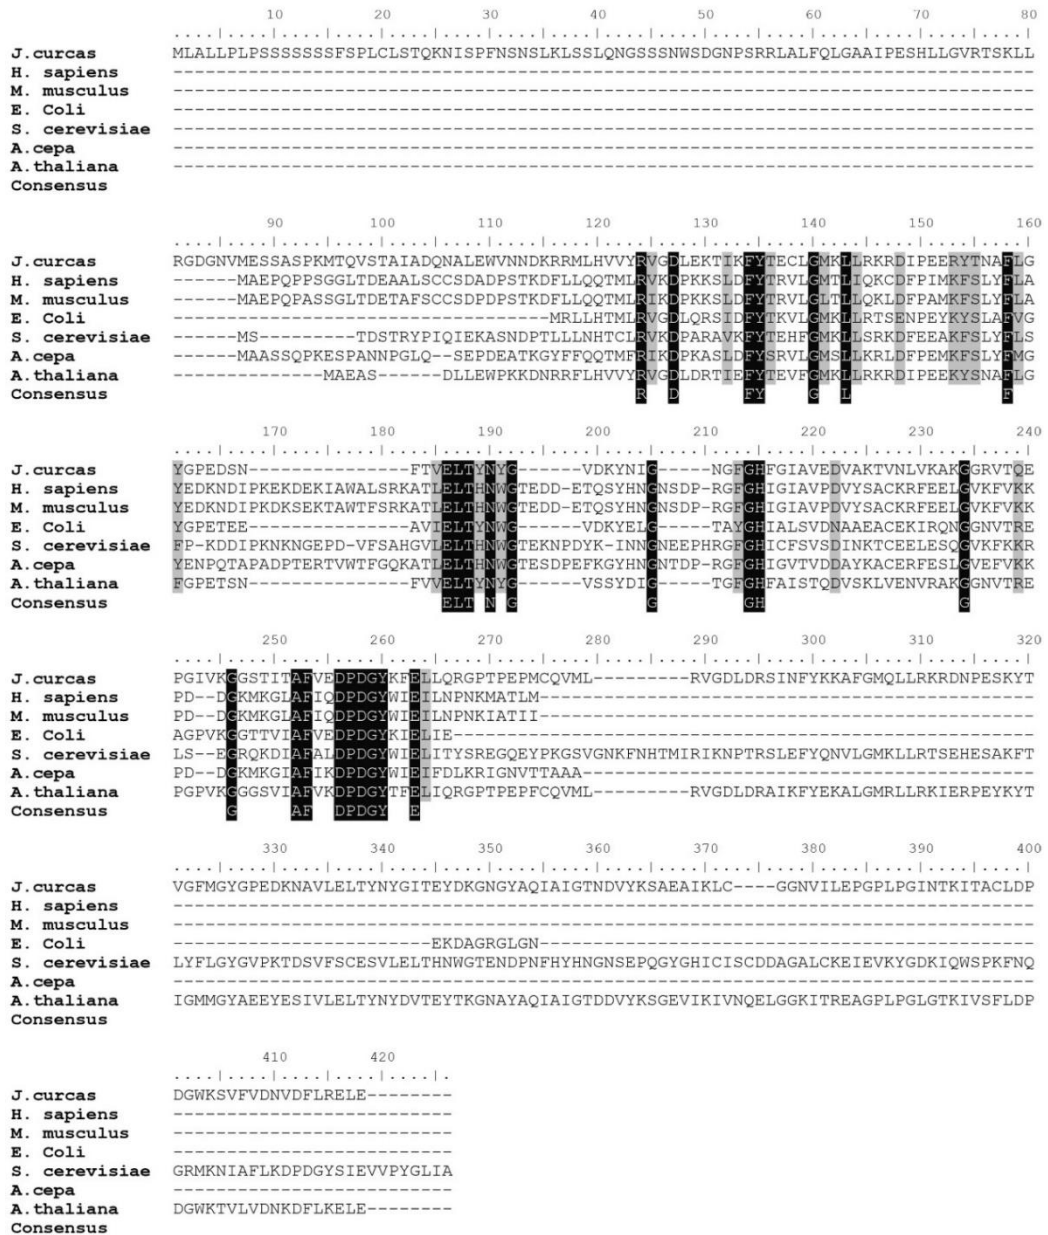 10 20 30 40 50 60 70 80
....|....|....|....|....|....|....|....|....|....|....|....|....|....|....|....|
J.curcas MLALLPLPSSSSSSSFSPLCLSTQKNISPFNSNSLKLSSLQNGSSSNWSDGNPSRRLALFQLGAAIPESHLLGVRTSKLL
H. sapiens --------------------------------------------------------------------------------
M. musculus --------------------------------------------------------------------------------
E. Coli --------------------------------------------------------------------------------
S. cerevisiae --------------------------------------------------------------------------------
A.cepa --------------------------------------------------------------------------------
A.thaliana --------------------------------------------------------------------------------
Consensus
90 100 110 120 130 140 150 160
....|....|....|....|....|....|....|....|....|....|....|....|....|....|....|....|
J.curcas RGDGNVMESSASPKMTQVSTAIADQNALEWVNNDKRRMLHVVYRVGDLEKTIKFYTECLGMKLLRKRDIPEERYTNAFLG
H. sapiens ------MAEPQPPSGGLTDEAALSCCSDADPSTKDFLLQQTMLRVKDPKKSLDFYTRVLGMTLIQKCDFPIMKFSLYFLA
M. musculus ------MAEPQPASSGLTDETAFSCCSDPDPSTKDFLLQQTMLRIKDPKKSLDFYTRVLGLTLLQKLDFPAMKFSLYFLA
E. Coli -----------------------------------MRLLHTMLRVGDLQRSIDFYTKVLGMKLLRTSENPEYKYSLAFVG
S. cerevisiae ------MS---------TDSTRYPIQIEKASNDPTLLLNHTCLRVKDPARAVKFYTEHFGMKLLSRKDFEEAKFSLYFLS
A.cepa ----MAASSQPKESPANNPGLQ--SEPDEATKGYFFQQTMFRIKDPKASLDFYSRVLGMSLLKRLDFPEMKFSLYFMG
A.thaliana --------------MAEAS------DLLEWPKKDNRRFLHVVYRVGDLDRTIEFYTEVFGMKLLRKRDIPEEKYSNAFLG
Consensus R D FY G L F
170 180 190 200 210 220 230 240
....|....|....|....|....|....|....|....|....|....|....|....|....|....|....|....|
J.curcas YGPEDSN---------------FTVELTYNYG------VDKYNIG-----NGFGHFGIAVEDVAKTVNLVKAKGGRVTQE
H. sapiens YEDKNDIPKEKDEKIAWALSRKATLELTHNWGTEDD-ETQSYHNGNSDP-RGFGHIGIAVPDVYSACKRFEELGVKFVKK
M. musculus YEDKNDIPKDKSEKTAWTFSRKATLELTHNWGTEDD-ETQSYHNGNSDP-RGFGHIGIAVPDVYSACKRFEELGVKFVKK
E. Coli YGPETEE---------------AVIELTYNWG------VDKYELG-----TAYGHIALSVDNAAEACEKIRQNGGNVTRE
S. cerevisiae FP-KDDIPKNKNGEPD-VFSAHGVLELTHNWGTEKNPDYK-INNGNEEPHRGFGHICFSVSDINKTCEELESQGVKFKKR
A.cepa YENPQTAPADPTERTVWTFGQKATLELTHNWGTESDPEFKGYHNGNTDP-RGFGHIGVTVDDAYKACERFESLGVEFVKK
A.thaliana FGPETSN---------------FVVELTYNYG------VSSYDIG-----TGFGHFAISTQDVSKLVENVRAKGGNVTRE
Consensus ELT N G G GH G
250 260 270 280 290 300 310 320
....|....|....|....|....|....|....|....|....|....|....|....|....|....|....|....|
J.curcas PGIVKGGSTITAFVEDPDGYKFELLQRGPTPEPMCQVML---------RVGDLDRSINFYKKAFGMQLLRKRDNPESKYT
H. sapiens PD--DGKMKGLAFIQDPDGYWIEILNPNKMATLM----------------------------------------------
M. musculus PD--DGKMKGLAFIQDPDGYWIEILNPNKIATII----------------------------------------------
E. Coli AGPVKGGTTVIAFVEDPDGYKIELIE------------------------------------------------------
S. cerevisiae LS--EGRQKDIAFALDPDGYWIELITYSREGQEYPKGSVGNKFNHTMIRIKNPTRSLEFYQNVLGMKLLRTSEHESAKFT
A.cepa PD--DGKMKGIAFIKDPDGYWIEIFDLKRIGNVTTAAA------------------------------------------
A.thaliana PGPVKGGGSVIAFVKDPDGYTFELIQRGPTPEPFCQVML---------RVGDLDRAIKFYEKALGMRLLRKIERPEYKYT
Consensus G AF DPDGY E
330 340 350 360 370 380 390 400
....|....|....|....|....|....|....|....|....|....|....|....|....|....|....|....|
J.curcas VGFMGYGPEDKNAVLELTYNYGITEYDKGNGYAQIAIGTNDVYKSAEAIKLC----GGNVILEPGPLPGINTKITACLDP
H. sapiens --------------------------------------------------------------------------------
M. musculus --------------------------------------------------------------------------------
E. Coli ------------------------EKDAGRGLGN----------------------------------------------
S. cerevisiae LYFLGYGVPKTDSVFSCESVLELTHNWGTENDPNFHYHNGNSEPQGYGHICISCDDAGALCKEIEVKYGDKIQWSPKFNQ
A.cepa --------------------------------------------------------------------------------
A.thaliana IGMMGYAEEYESIVLELTYNYDVTEYTKGNAYAQIAIGTDDVYKSGEVIKIVNQELGGKITREAGPLPGLGTKIVSFLDP
Consensus
410 420
....|....|....|....|....|.
J.curcas DGWKSVFVDNVDFLRELE--------
H. sapiens --------------------------
M. musculus --------------------------
E. Coli --------------------------
S. cerevisiae GRMKNIAFLKDPDGYSIEVVPYGLIA
A.cepa --------------------------
A.thaliana DGWKTVLVDNKDFLKELE--------
Consensus